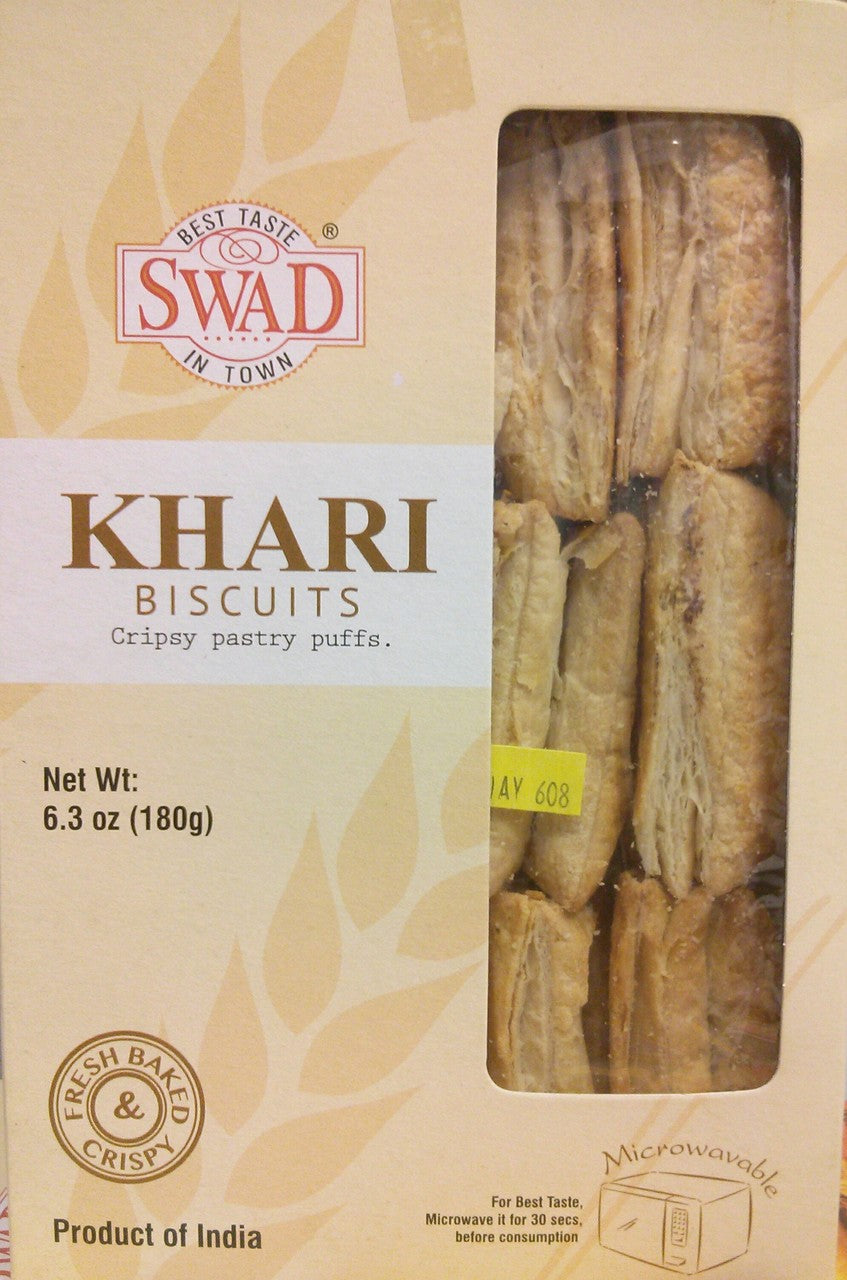 BEST TASTE
®
SWAD
IN TOWN
KHARI
BISCUITS
Cripsy pastry puffs.
Net Wt:
6.3 oz (180g)
608
FRESH BAKED
&
CRISPY
Product of India
Microwavable
For Best Taste,
Microwave it for 30 secs,
before consumption